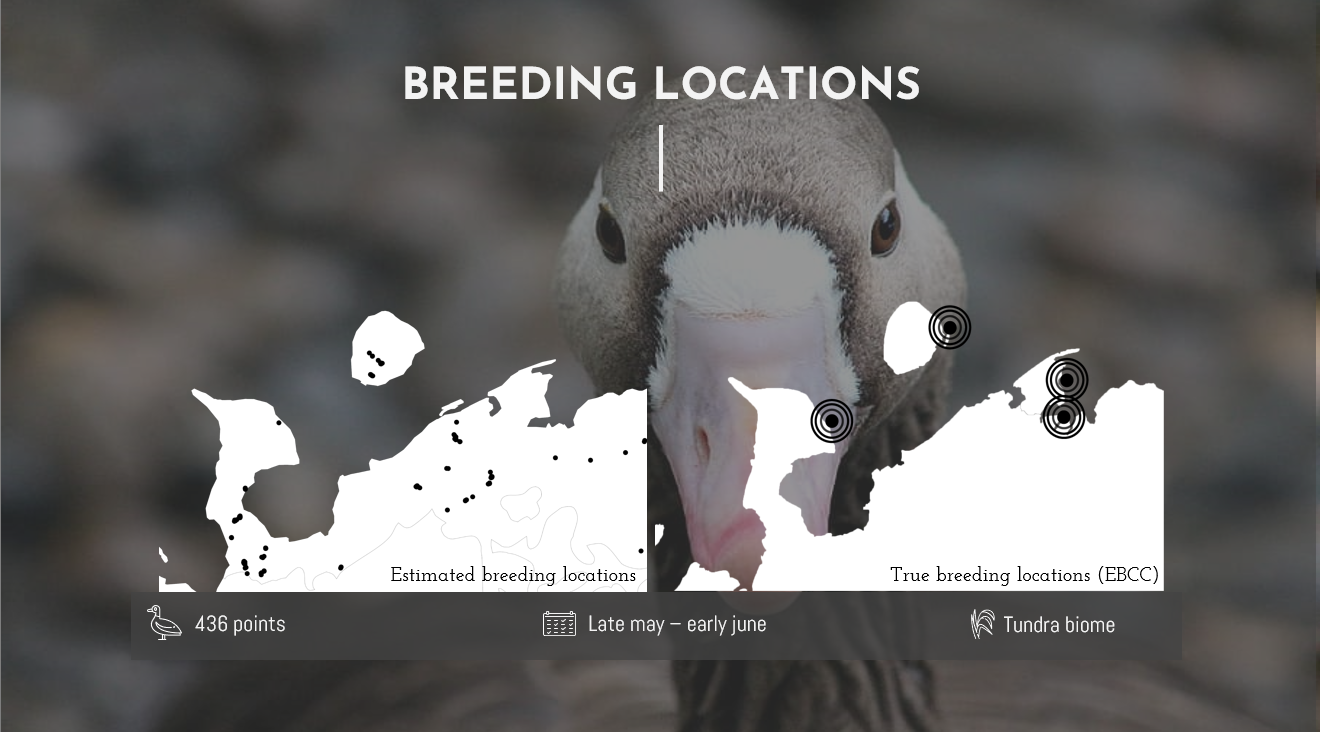 BREEDING LOCATIONS
Estimated breeding locations
True breeding locations (EBCC)
436 points
Late may – early june
Tundra biome